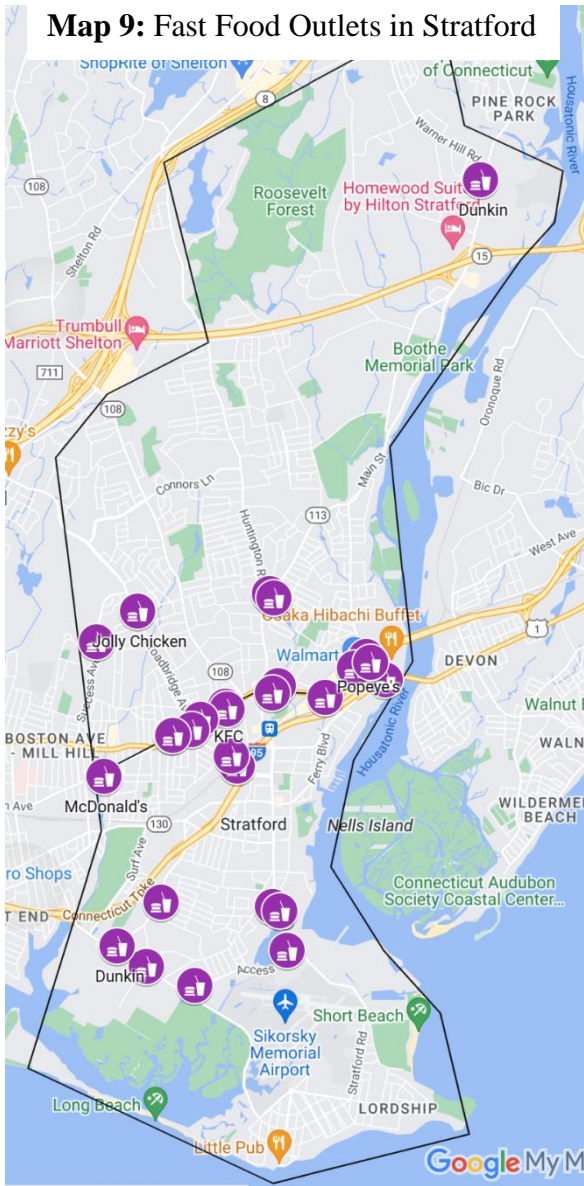 Map 9: Fast Food Outlets in Stratford
ShopRite of Shelton
of Connecticut
8
PINE ROCK
PARK
Housatonic River
Warner Hill Rd
108
Roosevelt
Forest
Homewood Suit
by Hilton Stratford
Dunkin
Shelton Rd
15
Trumbull
Marriott Shelton
Boothe
Memorial Park
711
Oronoque Rd
108
zzy's
Main St
Connors Ln
Bic Dr
113
Huntington R
West Ave
saka Hibachi Buffet
1
Jolly Chicken
Walmart
DEVON
oadbridge Av
108
Success Ave
Popeye's
Walnut B
BOSTON AVE
- MILL HILL
KFC
WALN
95
Ferry Blvd
Housatonic River
McDonald's
n Ave
130
Stratford
Nells Island
WILDERMER
BEACH
Surf Ave
ro Shops
Connecticut Audubon
Society Coastal Center...
T END
Connecticut Tpke
Dunkin
Access
Short Beach
Sikorsky
Memorial
Airport
Stratford Rd
Long Beach
LORDSHIP
Little Pub
Google My M